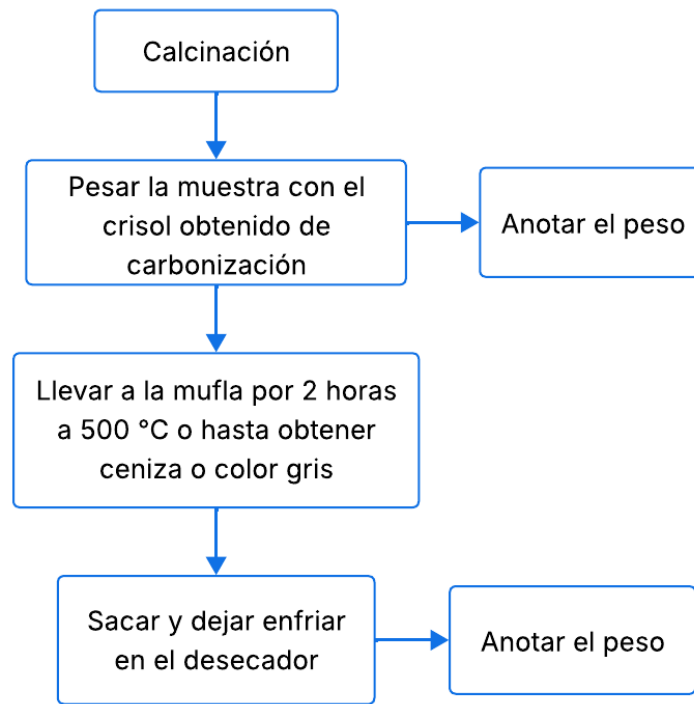 Calcinación
Pesar la muestra con el
crisol obtenido de
carbonización
Anotar el peso
Llevar a la mufla por 2 horas
a 500 °C o hasta obtener
ceniza o color gris
Sacar y dejar enfriar
en el desecador
Anotar el peso